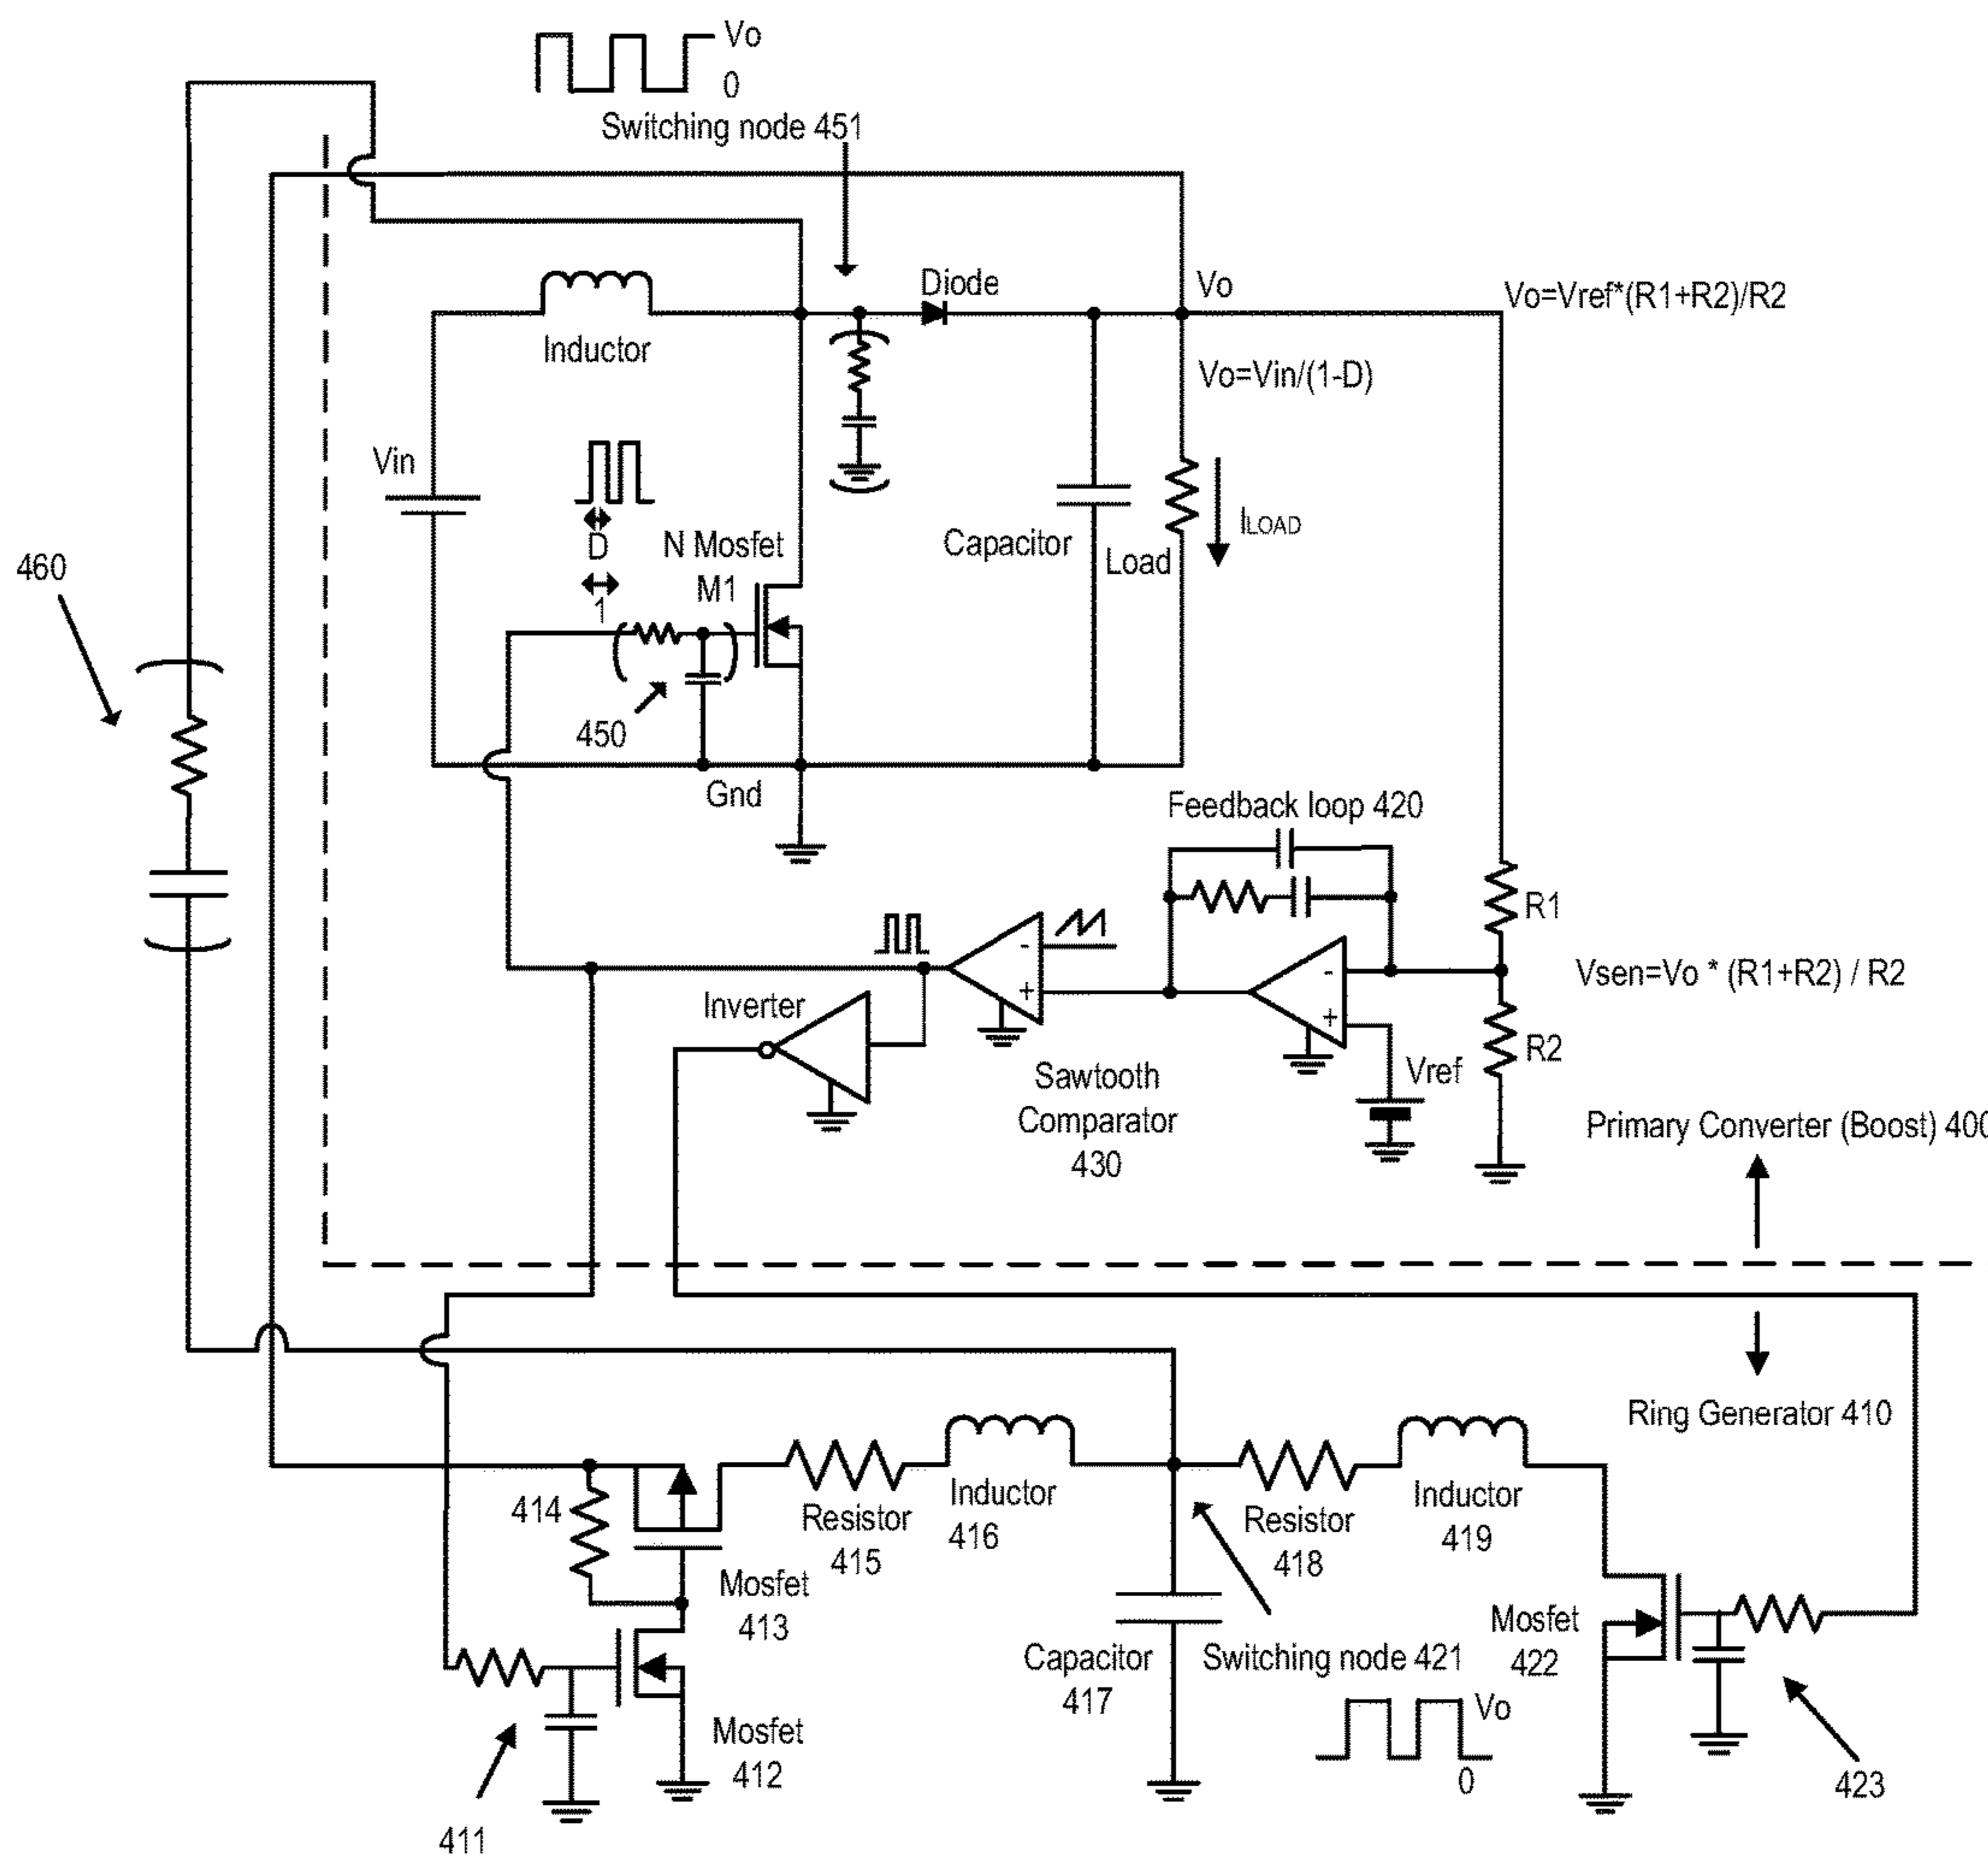 Vo
0
Switching node 451
Diode
Vo
Vo=Vref*(R1+R2)/R2
Inductor
Vo=Vin/(1-D)
Vin
D
1
N Mosfet
M1
Capacitor
Load
ILOAD
460
450
Gnd
Feedback loop 420
R1
-
+
-
+
Vsen=Vo * (R1+R2) / R2
Inverter
R2
Vref
Sawtooth
Comparator
430
Primary Converter (Boost) 400
Ring Generator 410
414
Resistor
415
Inductor
416
Resistor
418
Inductor
419
Mosfet
413
Mosfet
422
Capacitor
417
Switching node 421
Vo
0
Mosfet
412
411
423